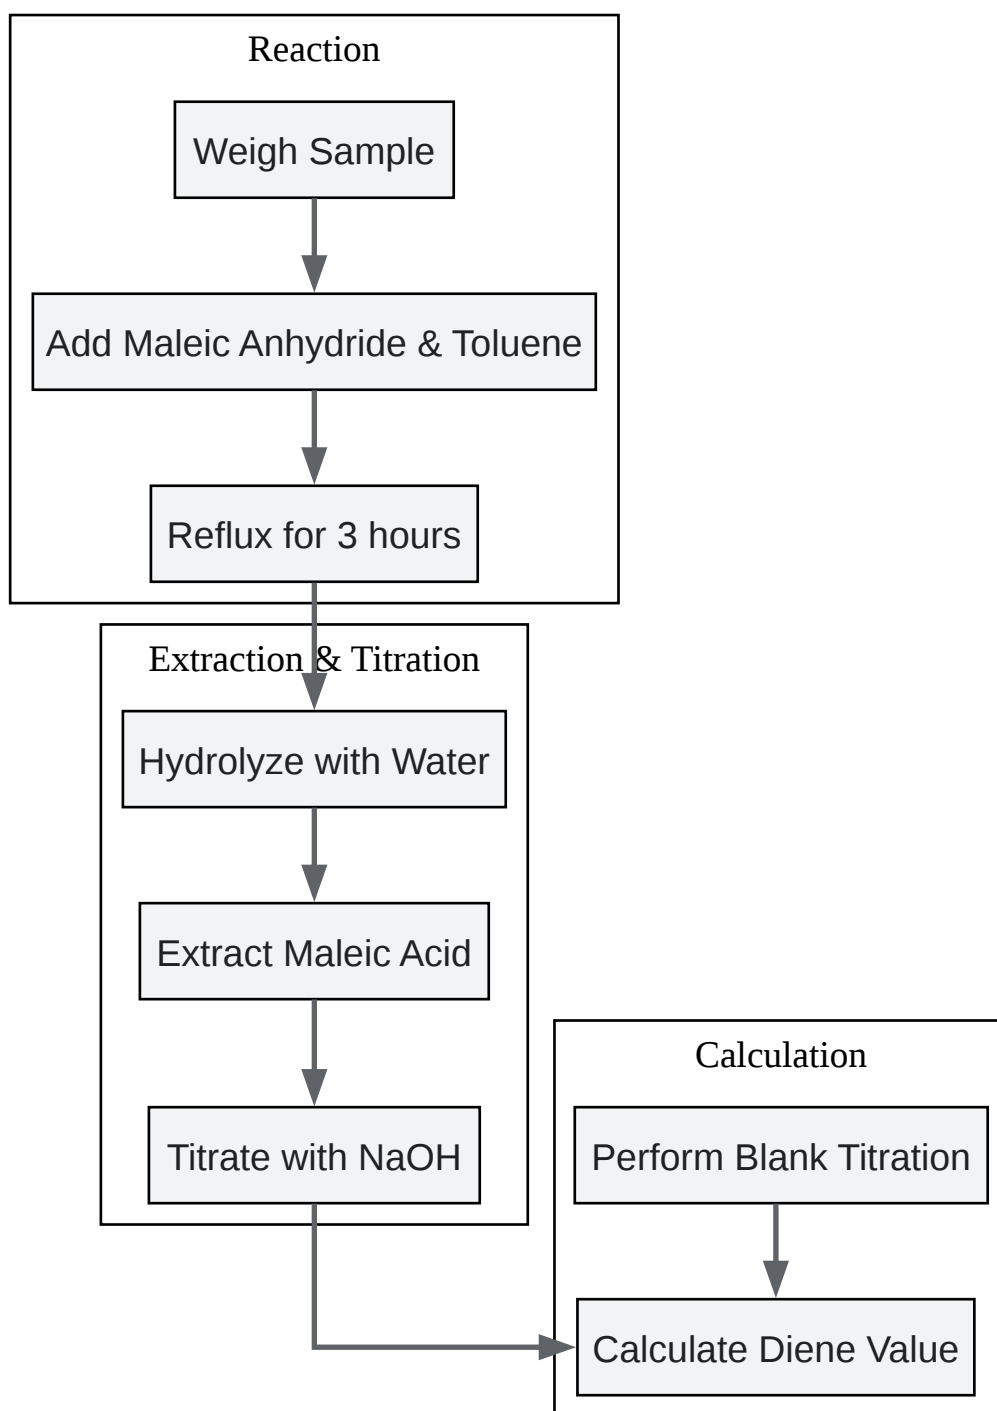 Reaction
Weigh Sample
Add Maleic Anhydride & Toluene
Reflux for 3 hours
Extraction & Titration
Hydrolyze with Water
Extract Maleic Acid
Titrate with NaOH
Calculation
Perform Blank Titration
Calculate Diene Value